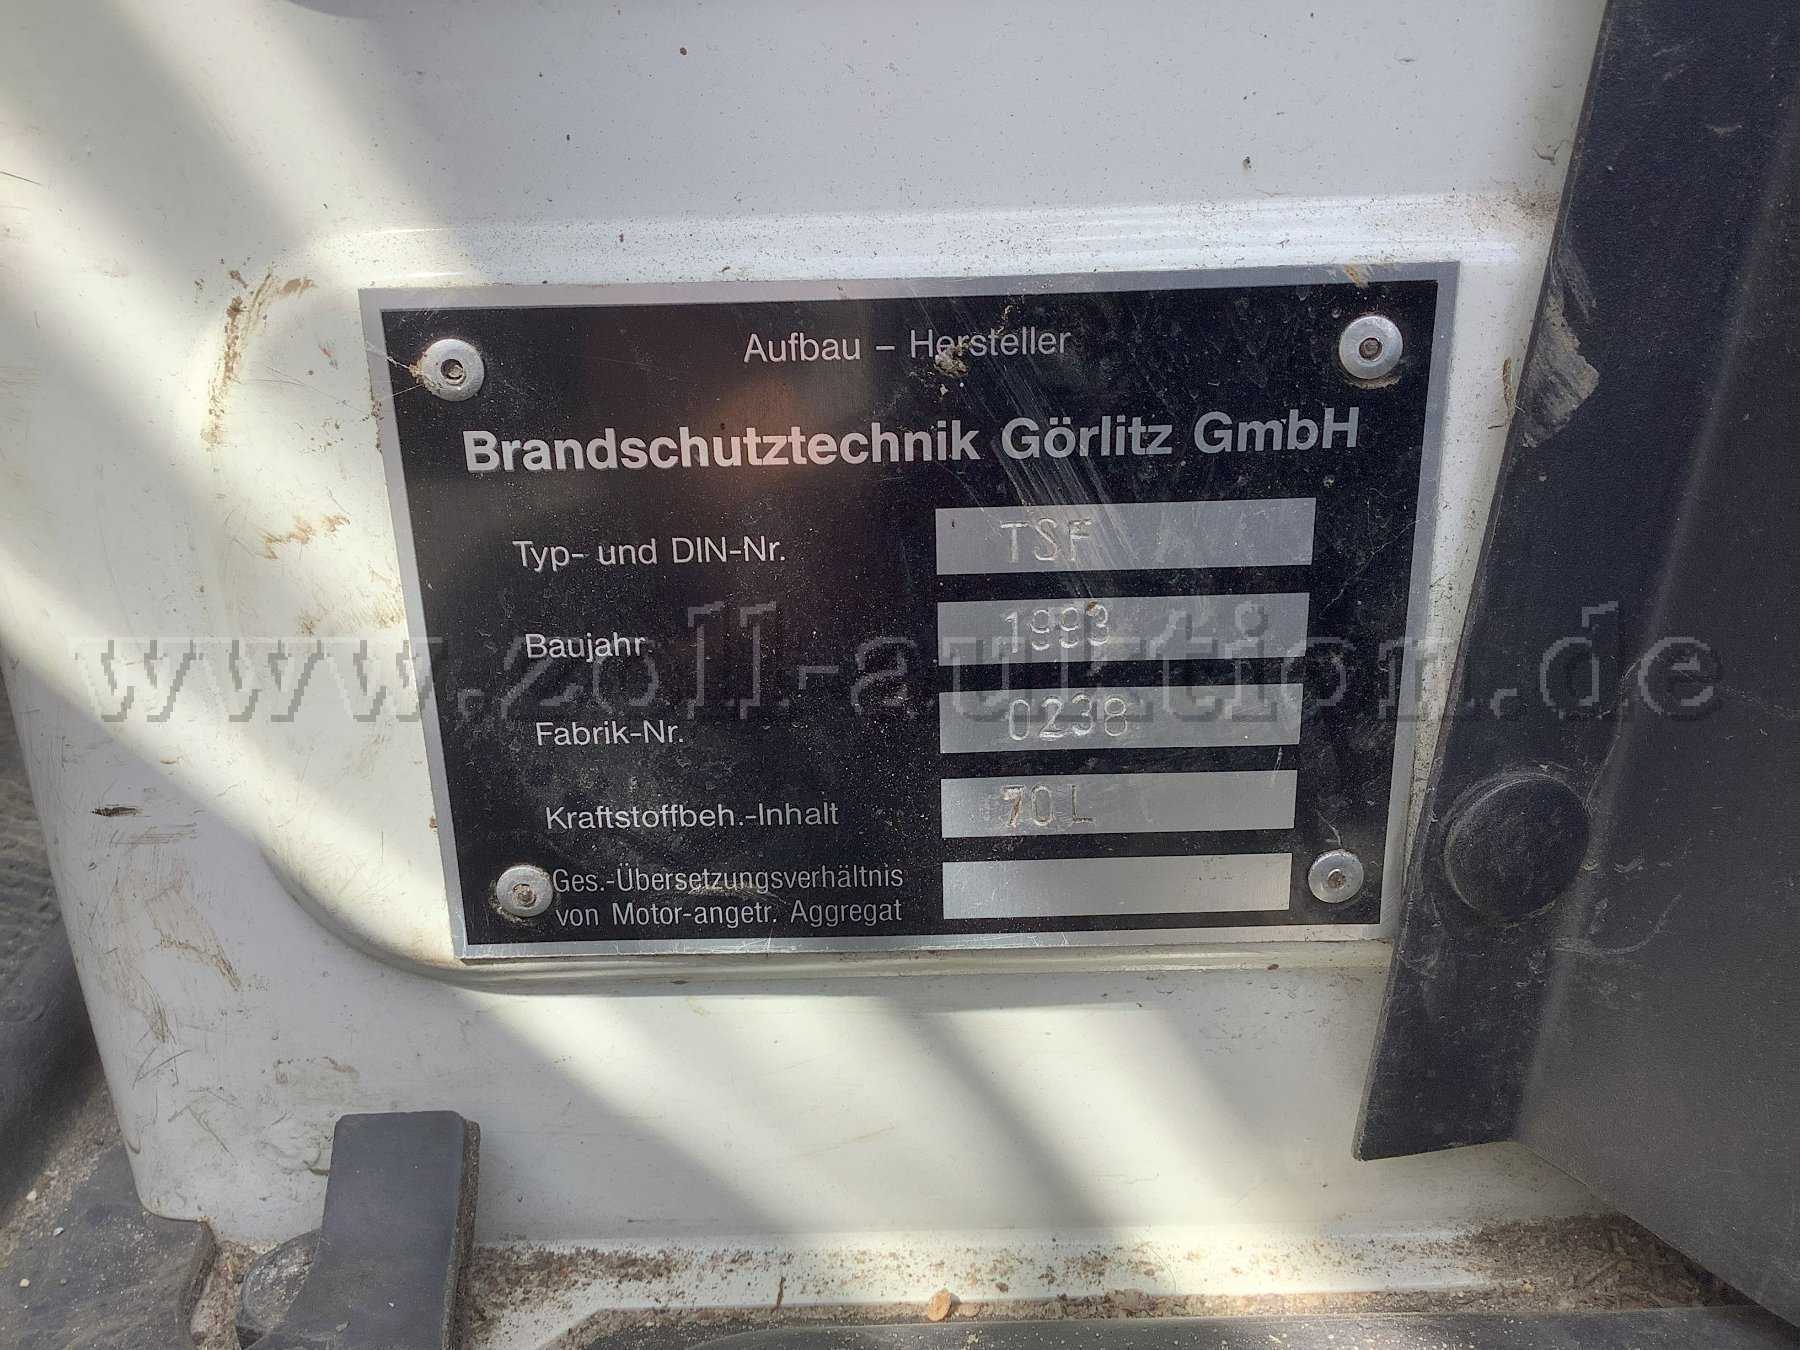 Aufbau – Hersteller
Brandschutztechnik Görlitz GmbH
Typ- und DIN-Nr. TSF
Baujahr 1993
Fabrik-Nr. 0238
Kraftstoffbeh.-Inhalt 70 L
Ges.-Übersetzungsverhältnis
von Motor-angetr. Aggregat
www.zoll-auktion.de